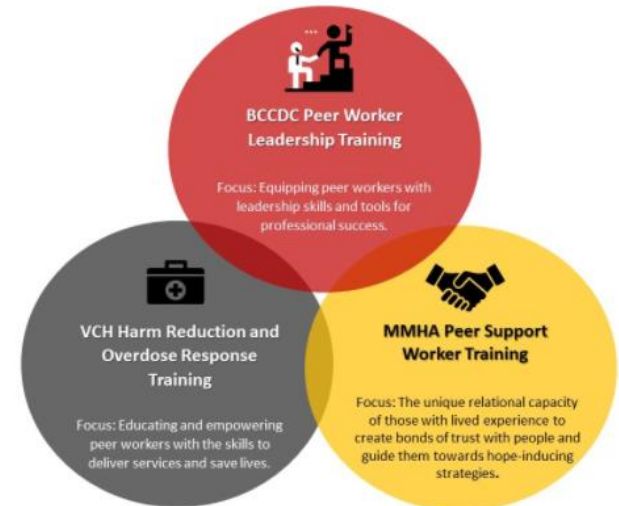 BCCDC Peer Worker
Leadership Training
Focus: Equipping peer workers with
leadership skills and tools for
professional success.
VCH Harm Reduction and
Overdose Response
Training
Focus: Educating and empowering
peer workers with the skills to
deliver services and save lives.
MMHA Peer Support
Worker Training
Focus: The unique relational capacity
of those with lived experience to
create bonds of trust with people and
guide them towards hope-inducing
strategies.